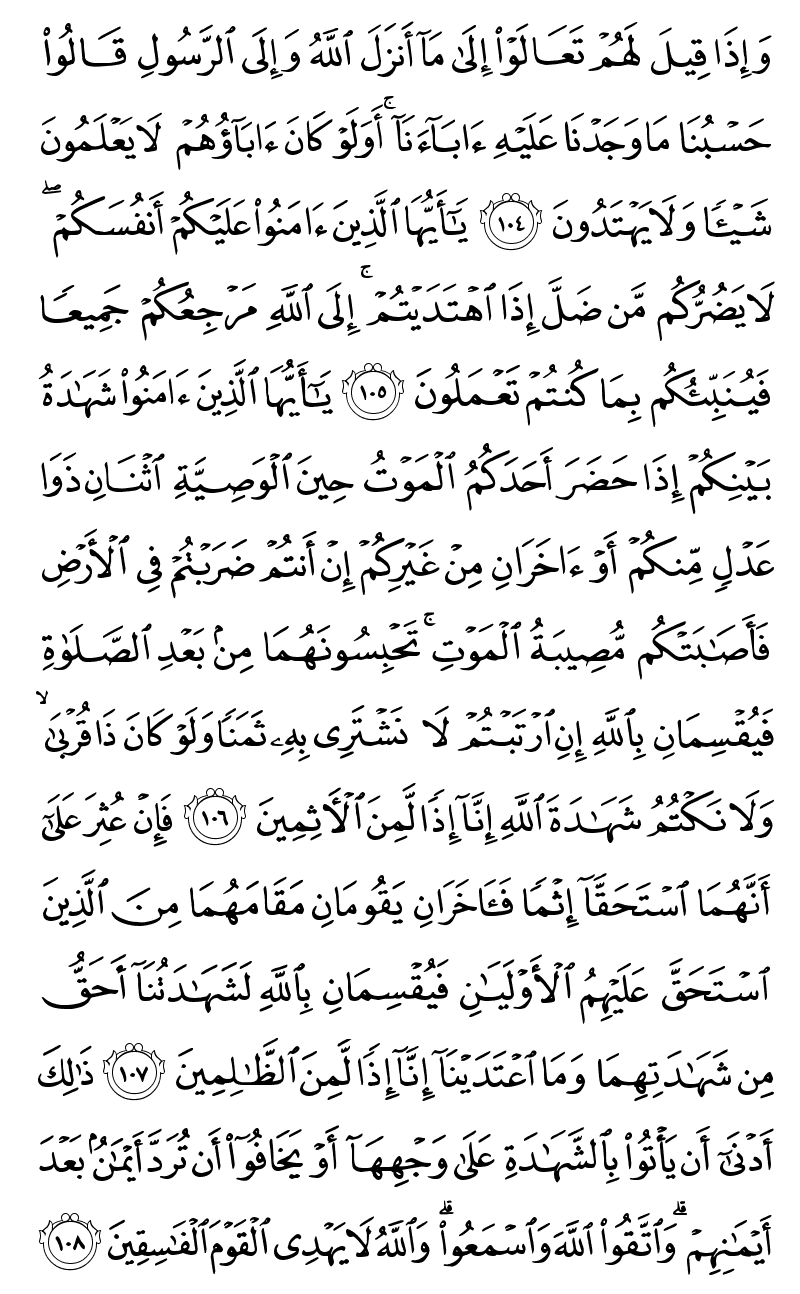 وَإِذَا قِيلَ لَهُمْ تَعَالَوْا۟ إِلَىٰ مَآ أَنزَلَ ٱللَّهُ وَإِلَى ٱلرَّسُولِ قَالُوا۟
حَسْبُنَا مَا وَجَدْنَا عَلَيْهِ ءَابَآءَنَآ ۚ أَوَلَوْ كَانَ ءَابَآؤُهُمْ لَا يَعْلَمُونَ
شَيْـًٔا وَلَا يَهْتَدُونَ ١٠٤ يَـٰٓأَيُّهَا ٱلَّذِينَ ءَامَنُوا۟ عَلَيْكُمْ أَنفُسَكُمْ ۖ
لَا يَضُرُّكُم مَّن ضَلَّ إِذَا ٱهْتَدَيْتُمْ ۚ إِلَى ٱللَّهِ مَرْجِعُكُمْ جَمِيعًا
فَيُنَبِّئُكُم بِمَا كُنتُمْ تَعْمَلُونَ ١٠٥ يَـٰٓأَيُّهَا ٱلَّذِينَ ءَامَنُوا۟ شَهَـٰدَةُ
بَيْنِكُمْ إِذَا حَضَرَ أَحَدَكُمُ ٱلْمَوْتُ حِينَ ٱلْوَصِيَّةِ ٱثْنَانِ ذَوَا
عَدْلٍ مِّنكُمْ أَوْ ءَاخَرَانِ مِنْ غَيْرِكُمْ إِنْ أَنتُمْ ضَرَبْتُمْ فِى ٱلْأَرْضِ
فَأَصَـٰبَتْكُم مُّصِيبَةُ ٱلْمَوْتِ ۚ تَحْبِسُونَهُمَا مِنۢ بَعْدِ ٱلصَّلَوٰةِ
فَيُقْسِمَانِ بِٱللَّهِ إِنِ ٱرْتَبْتُمْ لَا نَشْتَرِى بِهِۦ ثَمَنًا وَلَوْ كَانَ ذَا قُرْبَىٰ ۙ
وَلَا نَكْتُمُ شَهَـٰدَةَ ٱللَّهِ إِنَّآ إِذًا لَّمِنَ ٱلْـَٔاثِمِينَ ١٠٦ فَإِنْ عُثِرَ عَلَىٰٓ
أَنَّهُمَا ٱسْتَحَقَّآ إِثْمًا فَـَٔاخَرَانِ يَقُومَانِ مَقَامَهُمَا مِنَ ٱلَّذِينَ
ٱسْتَحَقَّ عَلَيْهِمُ ٱلْأَوْلَيَـٰنِ فَيُقْسِمَانِ بِٱللَّهِ لَشَهَـٰدَتُنَآ أَحَقُّ
مِن شَهَـٰدَتِهِمَا وَمَا ٱعْتَدَيْنَآ إِنَّآ إِذًا لَّمِنَ ٱلظَّـٰلِمِينَ ١٠٧ ذَٰلِكَ
أَدْنَىٰٓ أَن يَأْتُوا۟ بِٱلشَّهَـٰدَةِ عَلَىٰ وَجْهِهَآ أَوْ يَخَافُوٓا۟ أَن تُرَدَّ أَيْمَـٰنٌۢ بَعْدَ
أَيْمَـٰنِهِمْ ۗ وَٱتَّقُوا۟ ٱللَّهَ وَٱسْمَعُوا۟ ۗ وَٱللَّهُ لَا يَهْدِى ٱلْقَوْمَ ٱلْفَـٰسِقِينَ ١٠٨